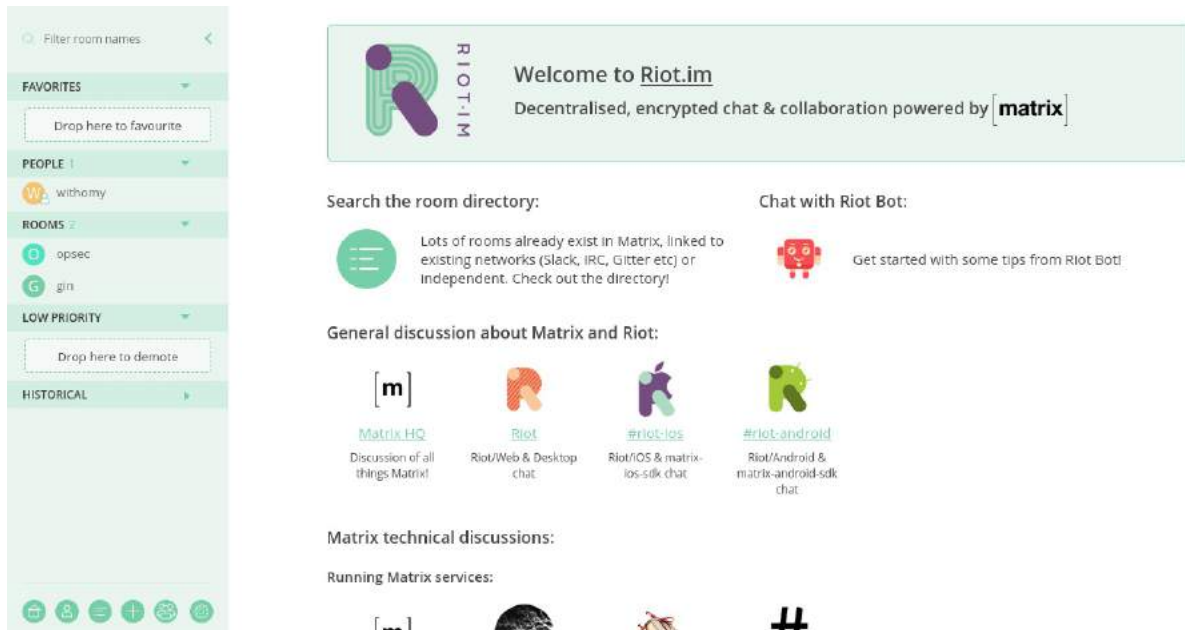 Filter room names
FAVORITES
Drop here to favourite
PEOPLE 1
W
withomy
ROOMS 2
O
opsec
G
gin
LOW PRIORITY
Drop here to demote
HISTORICAL
RIOT·IM
Welcome to Riot.im
Decentralised, encrypted chat & collaboration powered by [matrix]
Search the room directory:
Lots of rooms already exist in Matrix, linked to
existing networks (Slack, IRC, Gitter etc) or
independent. Check out the directory!
Chat with Riot Bot:
Get started with some tips from Riot Bot!
General discussion about Matrix and Riot:
[m]
Matrix HQ
Discussion of all
things Matrix!
Riot
Riot/Web & Desktop
chat
#riot-ios
Riot/iOS & matrix-
ios-sdk chat
#riot-android
Riot/Android &
matrix-android-sdk
chat
Matrix technical discussions:
Running Matrix services:
[m]
#